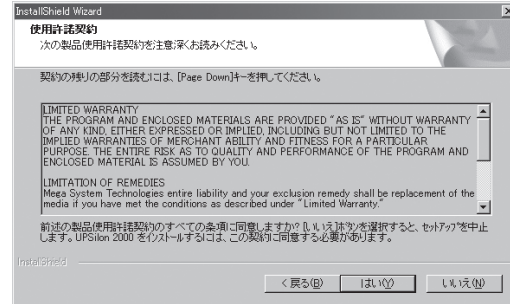 InstallShield Wizard
使用許諾契約
次の製品使用許諾契約を注意深くお読みください。
契約の残りの部分を読むには、[Page Down]キーを押してください。
LIMITED WARRANTY
THE PROGRAM AND ENCLOSED MATERIALS ARE PROVIDED "AS IS" WITHOUT WARRANTY
OF ANY KIND, EITHER EXPRESSED OR IMPLIED, INCLUDING BUT NOT LIMITED TO THE
IMPLIED WARRANTIES OF MERCHANT ABILITY AND FITNESS FOR A PARTICULAR
PURPOSE. THE ENTIRE RISK AS TO QUALITY AND PERFORMANCE OF THE PROGRAM AND
ENCLOSED MATERIAL IS ASSUMED BY YOU.
LIMITATION OF REMEDIES
Mega System Technologies entire liability and your exclusion remedy shall be replacement of the
media if you have met the conditions as described under "Limited Warranty."
前述の製品使用許諾契約のすべての条項に同意しますか? [いいえ]ボタンを選択すると、セットアップを中止
します。UPSilon 2000 をインストールするには、この契約に同意する必要があります。
InstallShield
< 戻る(B)
はい(Y)
いいえ(N)